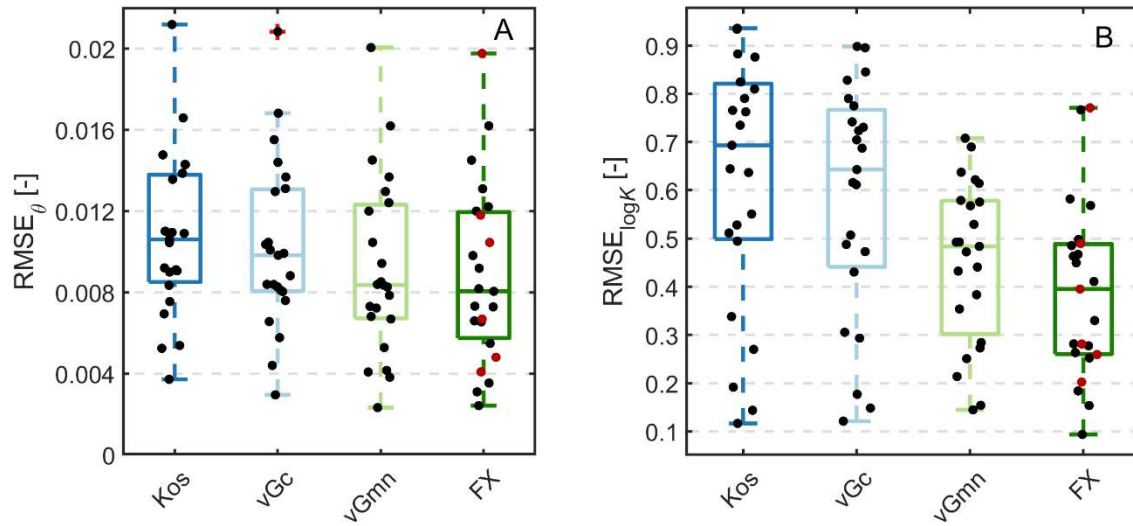 A
RMSEθ [-]
0.02
0.016
0.012
0.008
0.004
0
Kos
vGc
vGmn
FX
B
RMSElogK [-]
0.9
0.8
0.7
0.6
0.5
0.4
0.3
0.2
0.1
Kos
vGc
vGmn
FX